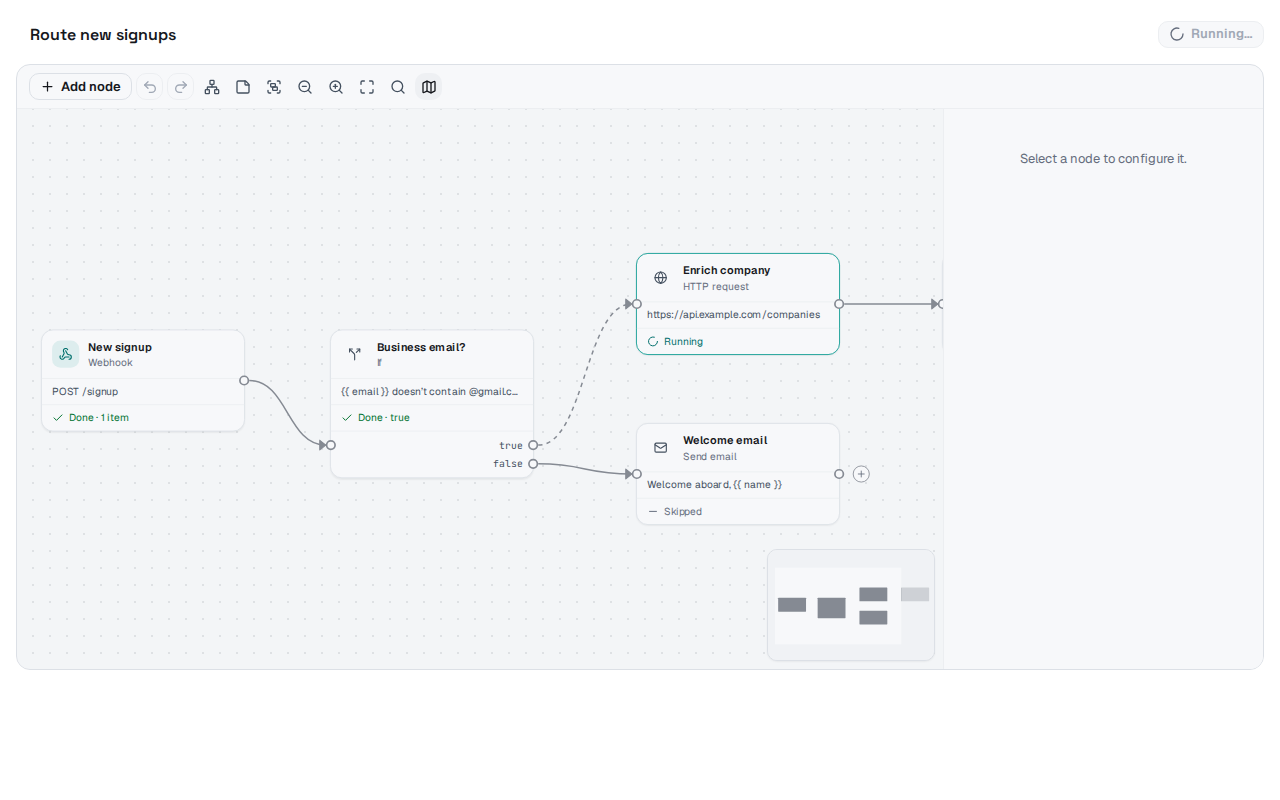 Route new signups
Running...
Add node
Select a node to configure it.
New signup
Webhook
POST /signup
Done · 1 item
Business email?
If
{{ email }} doesn't contain @gmailc...
Done · true
true
false
Enrich company
HTTP request
https://api.example.com/companies
Running
Welcome email
Send email
Welcome aboard, {{ name }}
Skipped